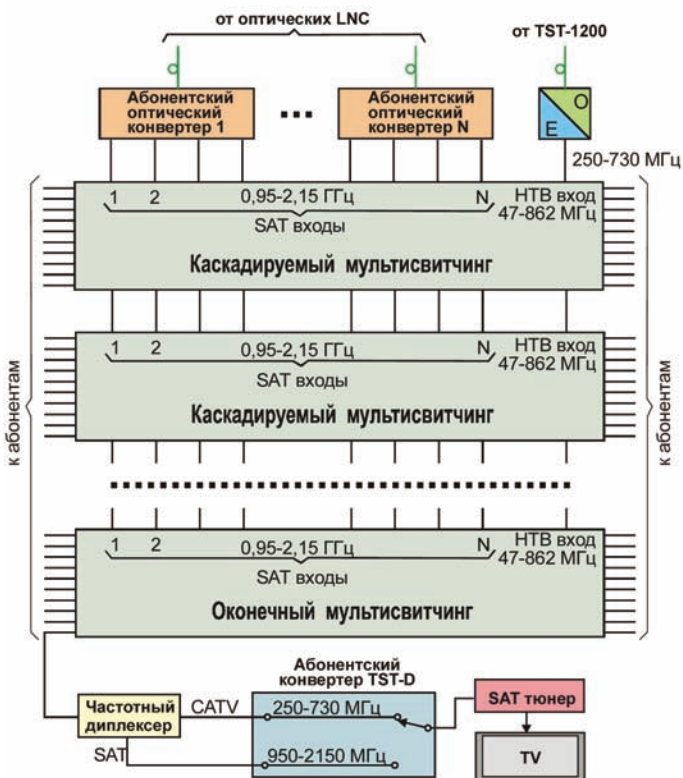 от оптических LNC
от TST-1200
Абонентский
оптический
конвертер 1
Абонентский
оптический
конвертер N
O
E
250-730 МГц
1 2 0,95-2,15 ГГц N НТВ вход
47-862 МГц
SAT входы
Каскадируемый мультисвитчинг
1 2 0,95-2,15 ГГц N НТВ вход
47-862 МГц
SAT входы
Каскадируемый мультисвитчинг
к абонентам
к абонентам
1 2 0,95-2,15 ГГц N НТВ вход
47-862 МГц
SAT входы
Оконечный мультисвитчинг
Абонентский
конвертер TST-D
Частотный
диплексер
CATV
250-730 МГц
SAT тюнер
SAT
950-2150 МГц
TV